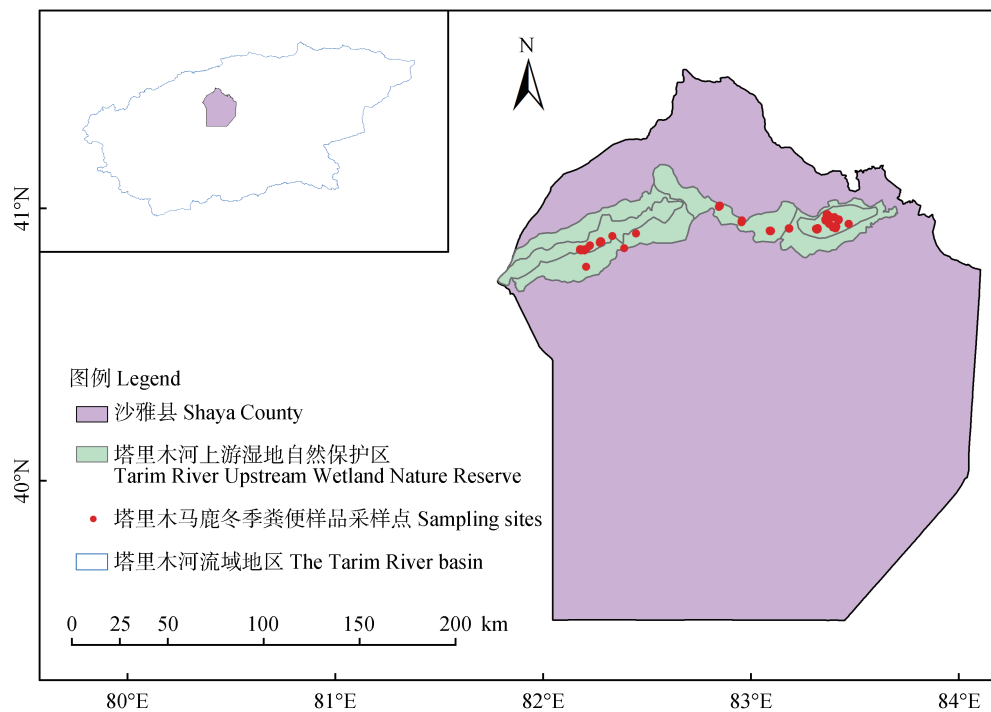 N
41°N
40°N
图例 Legend
沙雅县 Shaya County
塔里木河上游湿地自然保护区
Tarim River Upstream Wetland Nature Reserve
塔里木马鹿冬季粪便样品采样点 Sampling sites
塔里木河流域地区 The Tarim River basin
0 25 50 100 150 200 km
80°E 81°E 82°E 83°E 84°E